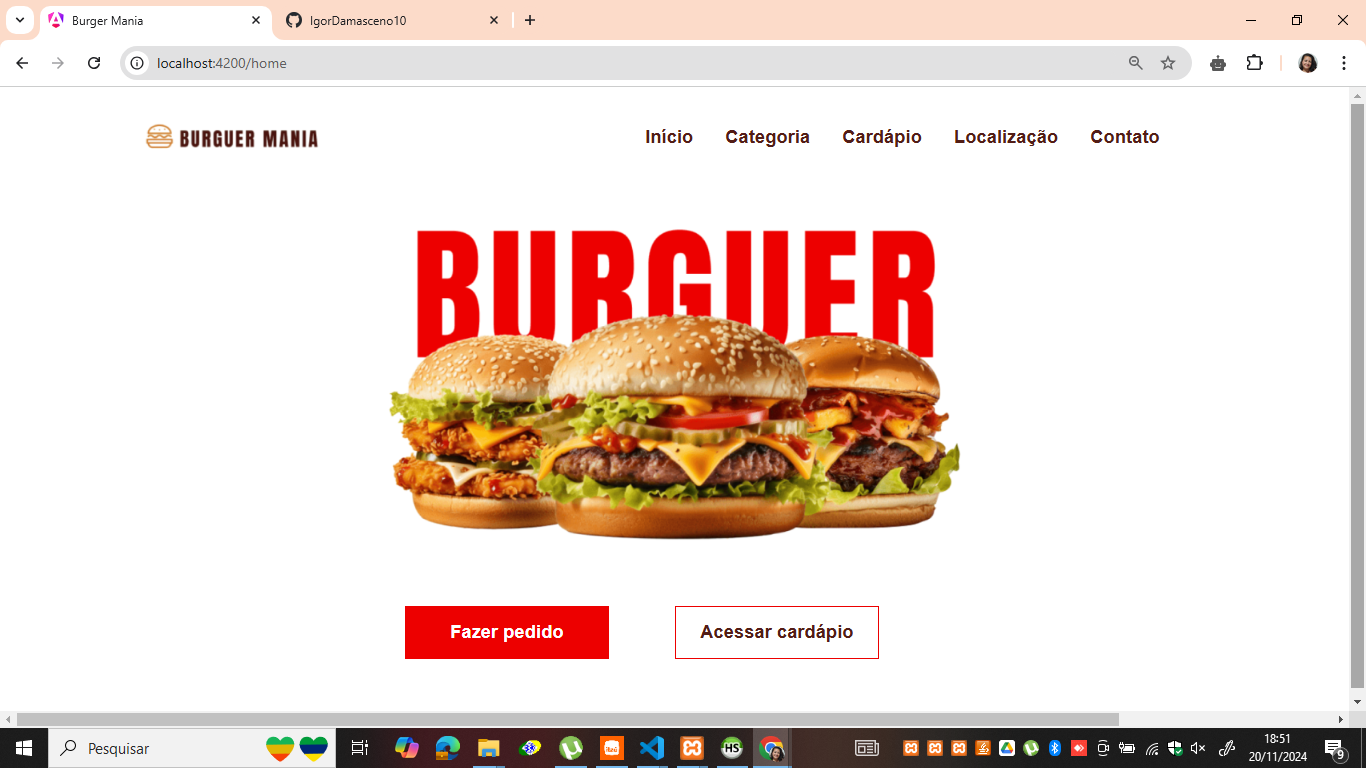 Burger Mania
IgorDamasceno10
localhost:4200/home
BURGUER MANIA
Início Categoria Cardápio Localização Contato
BURGUER
Fazer pedido Acessar cardápio
Pesquisar
HS
18:51
20/11/2024
9